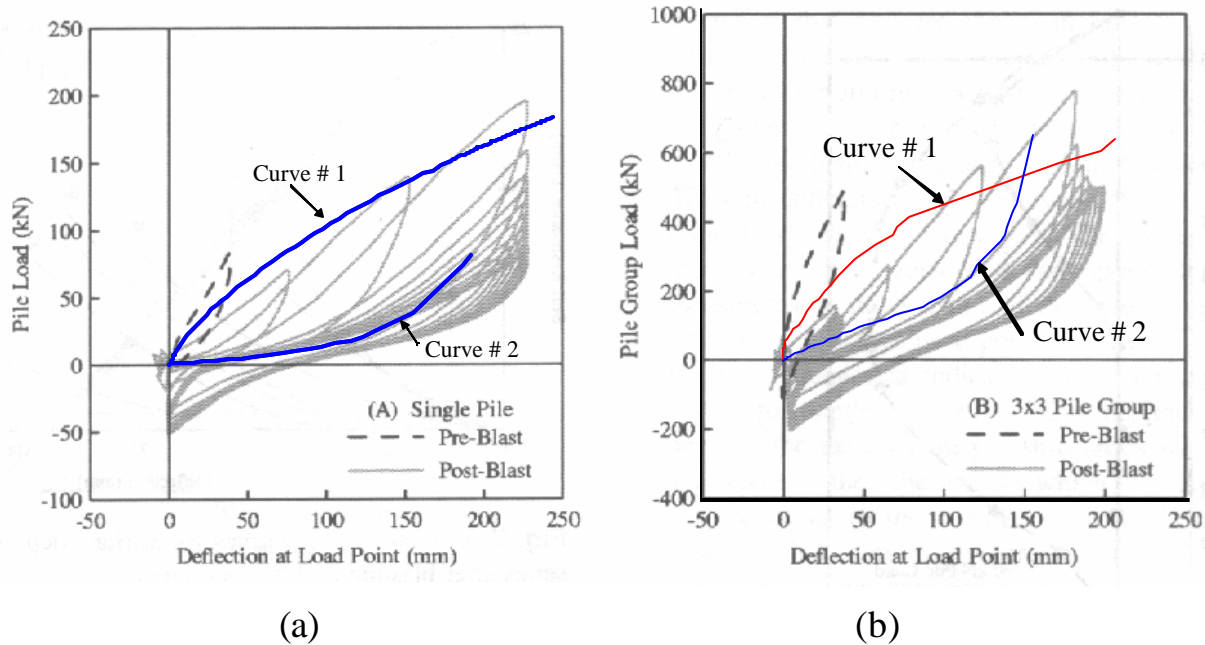 250
200
150
100
50
0
-50
-100
-50 0 50 100 150 200 250
Pile Load (kN)
Deflection at Load Point (mm)
Curve # 1
Curve # 2
(A) Single Pile
Pre-Blast
Post-Blast
(a)
1000
800
600
400
200
0
-200
-400
-50 0 50 100 150 200 250
Pile Group Load (kN)
Deflection at Load Point (mm)
Curve # 1
Curve # 2
(B) 3x3 Pile Group
Pre-Blast
Post-Blast
(b)